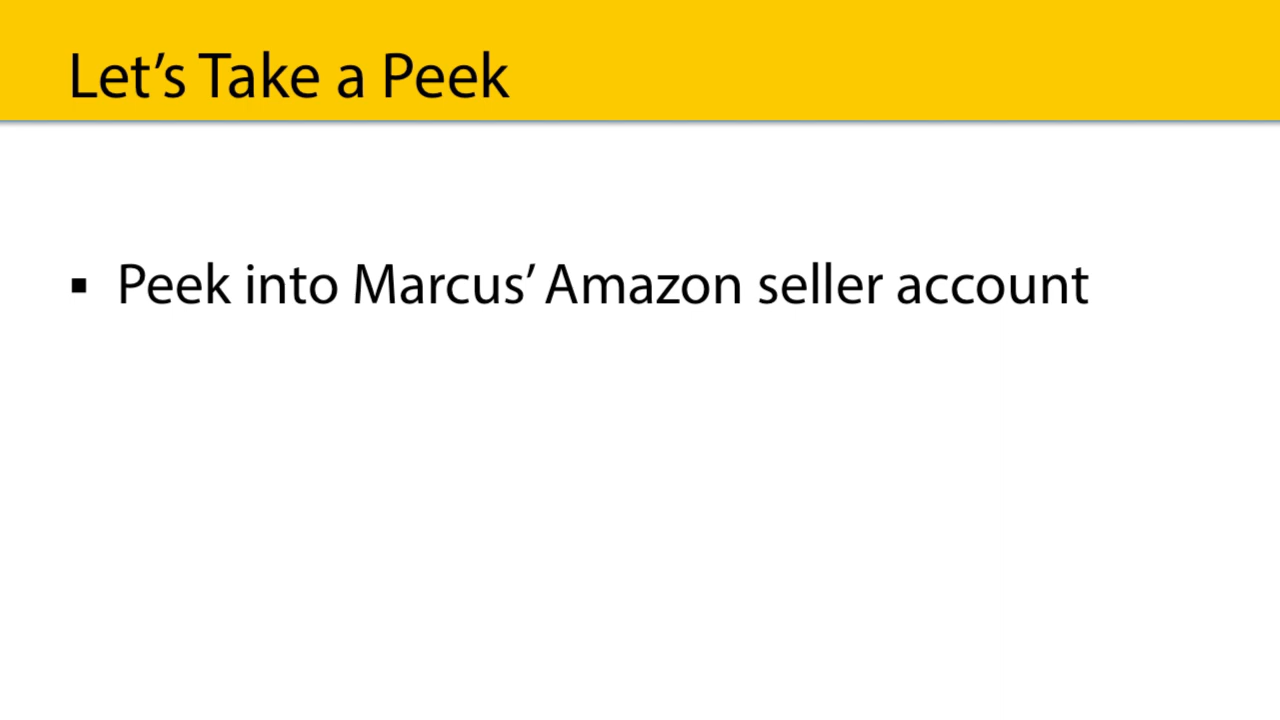 Let’s Take a Peek
▪ Peek into Marcus’ Amazon seller account